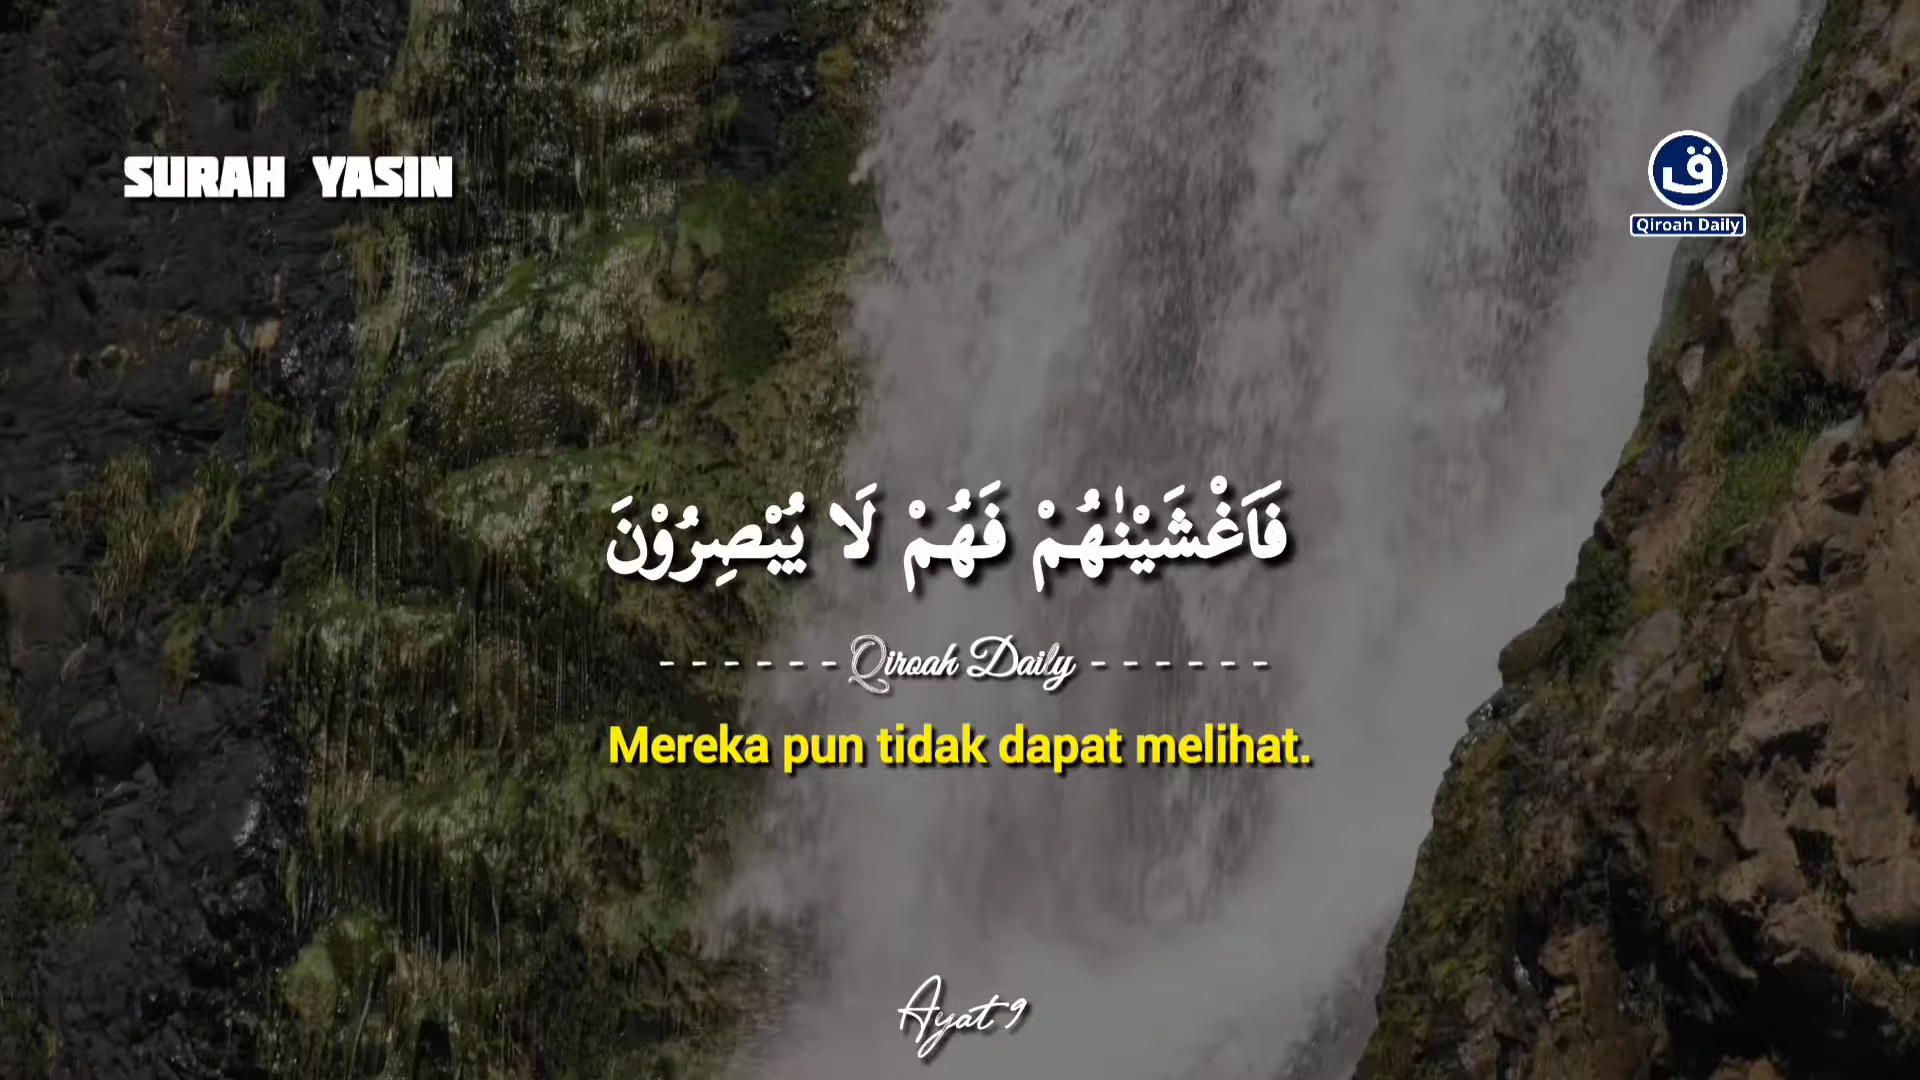 SURAH YASIN
ق
Qiroah Daily
فَاَغْشَيْنٰهُمْ فَهُمْ لَا يُبْصِرُوْنَ
- - - - - - Qiroah Daily - - - - - -
Mereka pun tidak dapat melihat.
Ayat 9